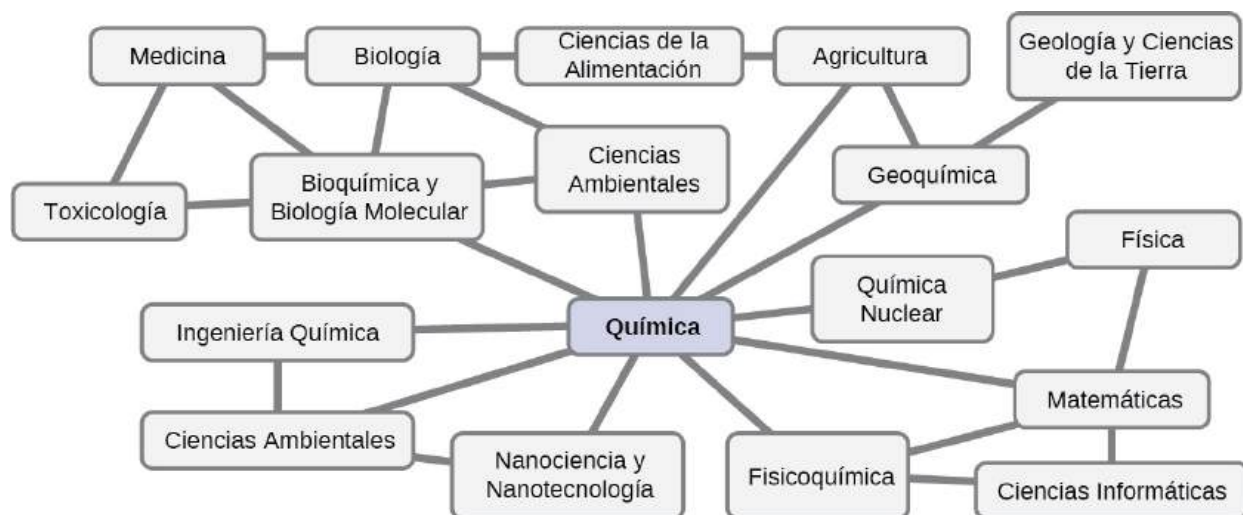 Medicina
Biología
Ciencias de la
Alimentación
Agricultura
Geología y Ciencias
de la Tierra
Toxicología
Bioquímica y
Biología Molecular
Ciencias
Ambientales
Geoquímica
Física
Química
Nuclear
Ingeniería Química
Química
Matemáticas
Ciencias Ambientales
Nanociencia y
Nanotecnología
Fisicoquímica
Ciencias Informáticas